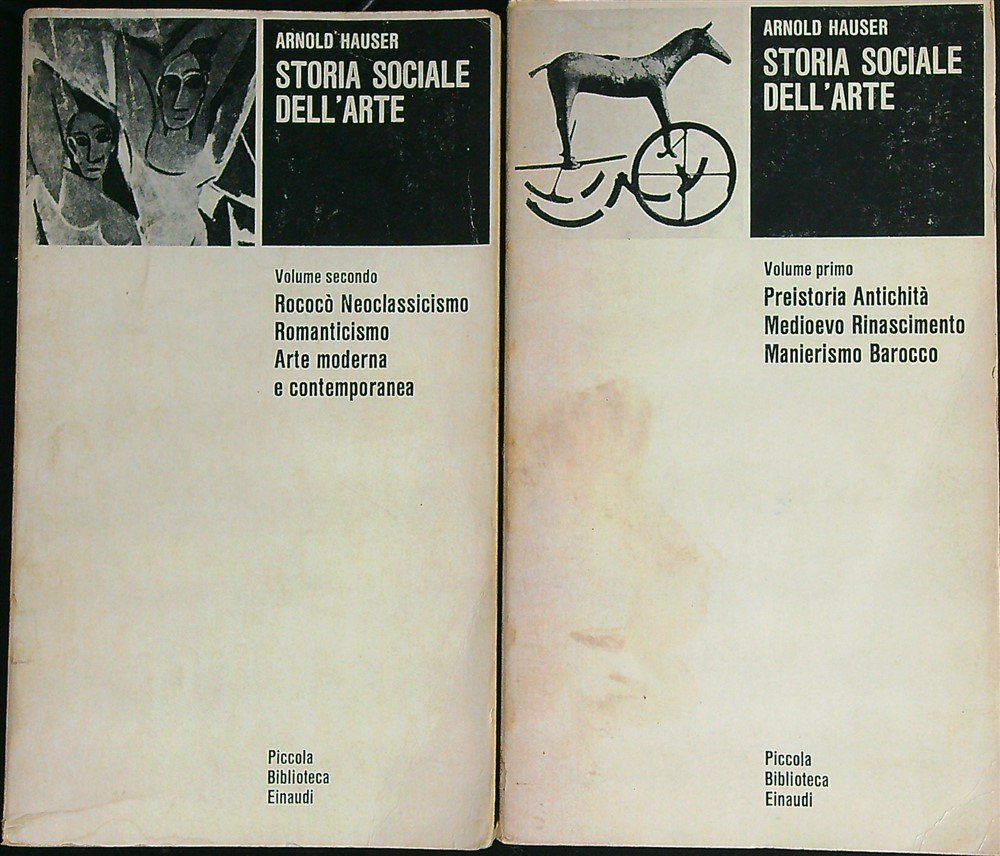 ARNOLD HAUSER
STORIA SOCIALE
DELL'ARTE
Volume secondo
Rococò Neoclassicismo
Romanticismo
Arte moderna
e contemporanea
Piccola
Biblioteca
Einaudi
ARNOLD HAUSER
STORIA SOCIALE
DELL'ARTE
Volume primo
Preistoria Antichità
Medioevo Rinascimento
Manierismo Barocco
Piccola
Biblioteca
Einaudi